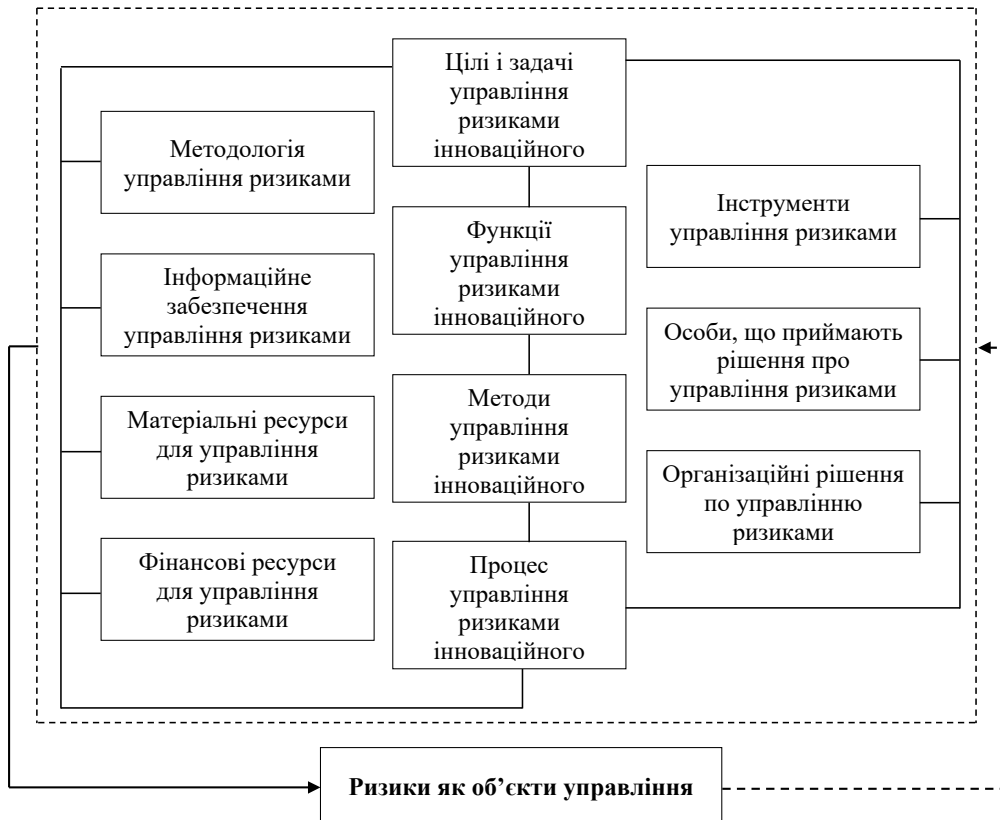 Цілі і задачі
управління
ризиками
інноваційного
Методологія
управління ризиками
Інструменти
управління ризиками
Функції
управління
ризиками
інноваційного
Інформаційне
забезпечення
управління ризиками
Особи, що приймають
рішення про
управління ризиками
Методи
управління
ризиками
інноваційного
Матеріальні ресурси
для управління
ризиками
Організаційні рішення
по управлінню
ризиками
Фінансові ресурси
для управління
ризиками
Процес
управління
ризиками
інноваційного
Ризики як об’єкти управління